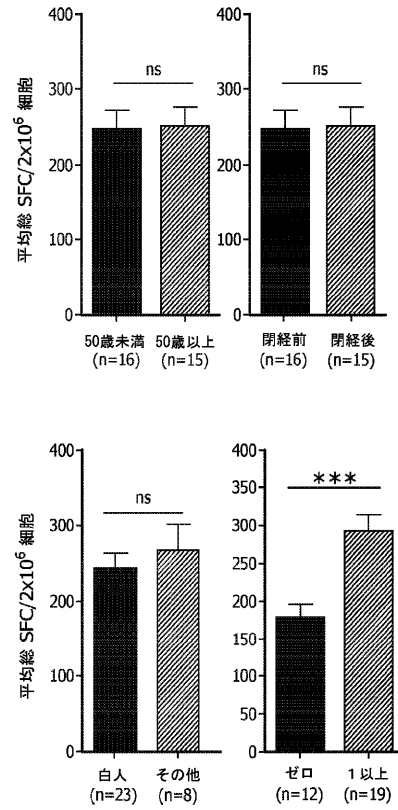 平均総 SFC/2x10⁶ 細胞
400
300
200
100
0
ns
50歳未満
(n=16)
50歳以上
(n=15)
400
300
200
100
0
ns
閉経前
(n=16)
閉経後
(n=15)
平均総 SFC/2x10⁶ 細胞
400
300
200
100
0
ns
白人
(n=23)
その他
(n=8)
400
350
300
250
200
150
100
50
0
***
ゼロ
(n=12)
1以上
(n=19)